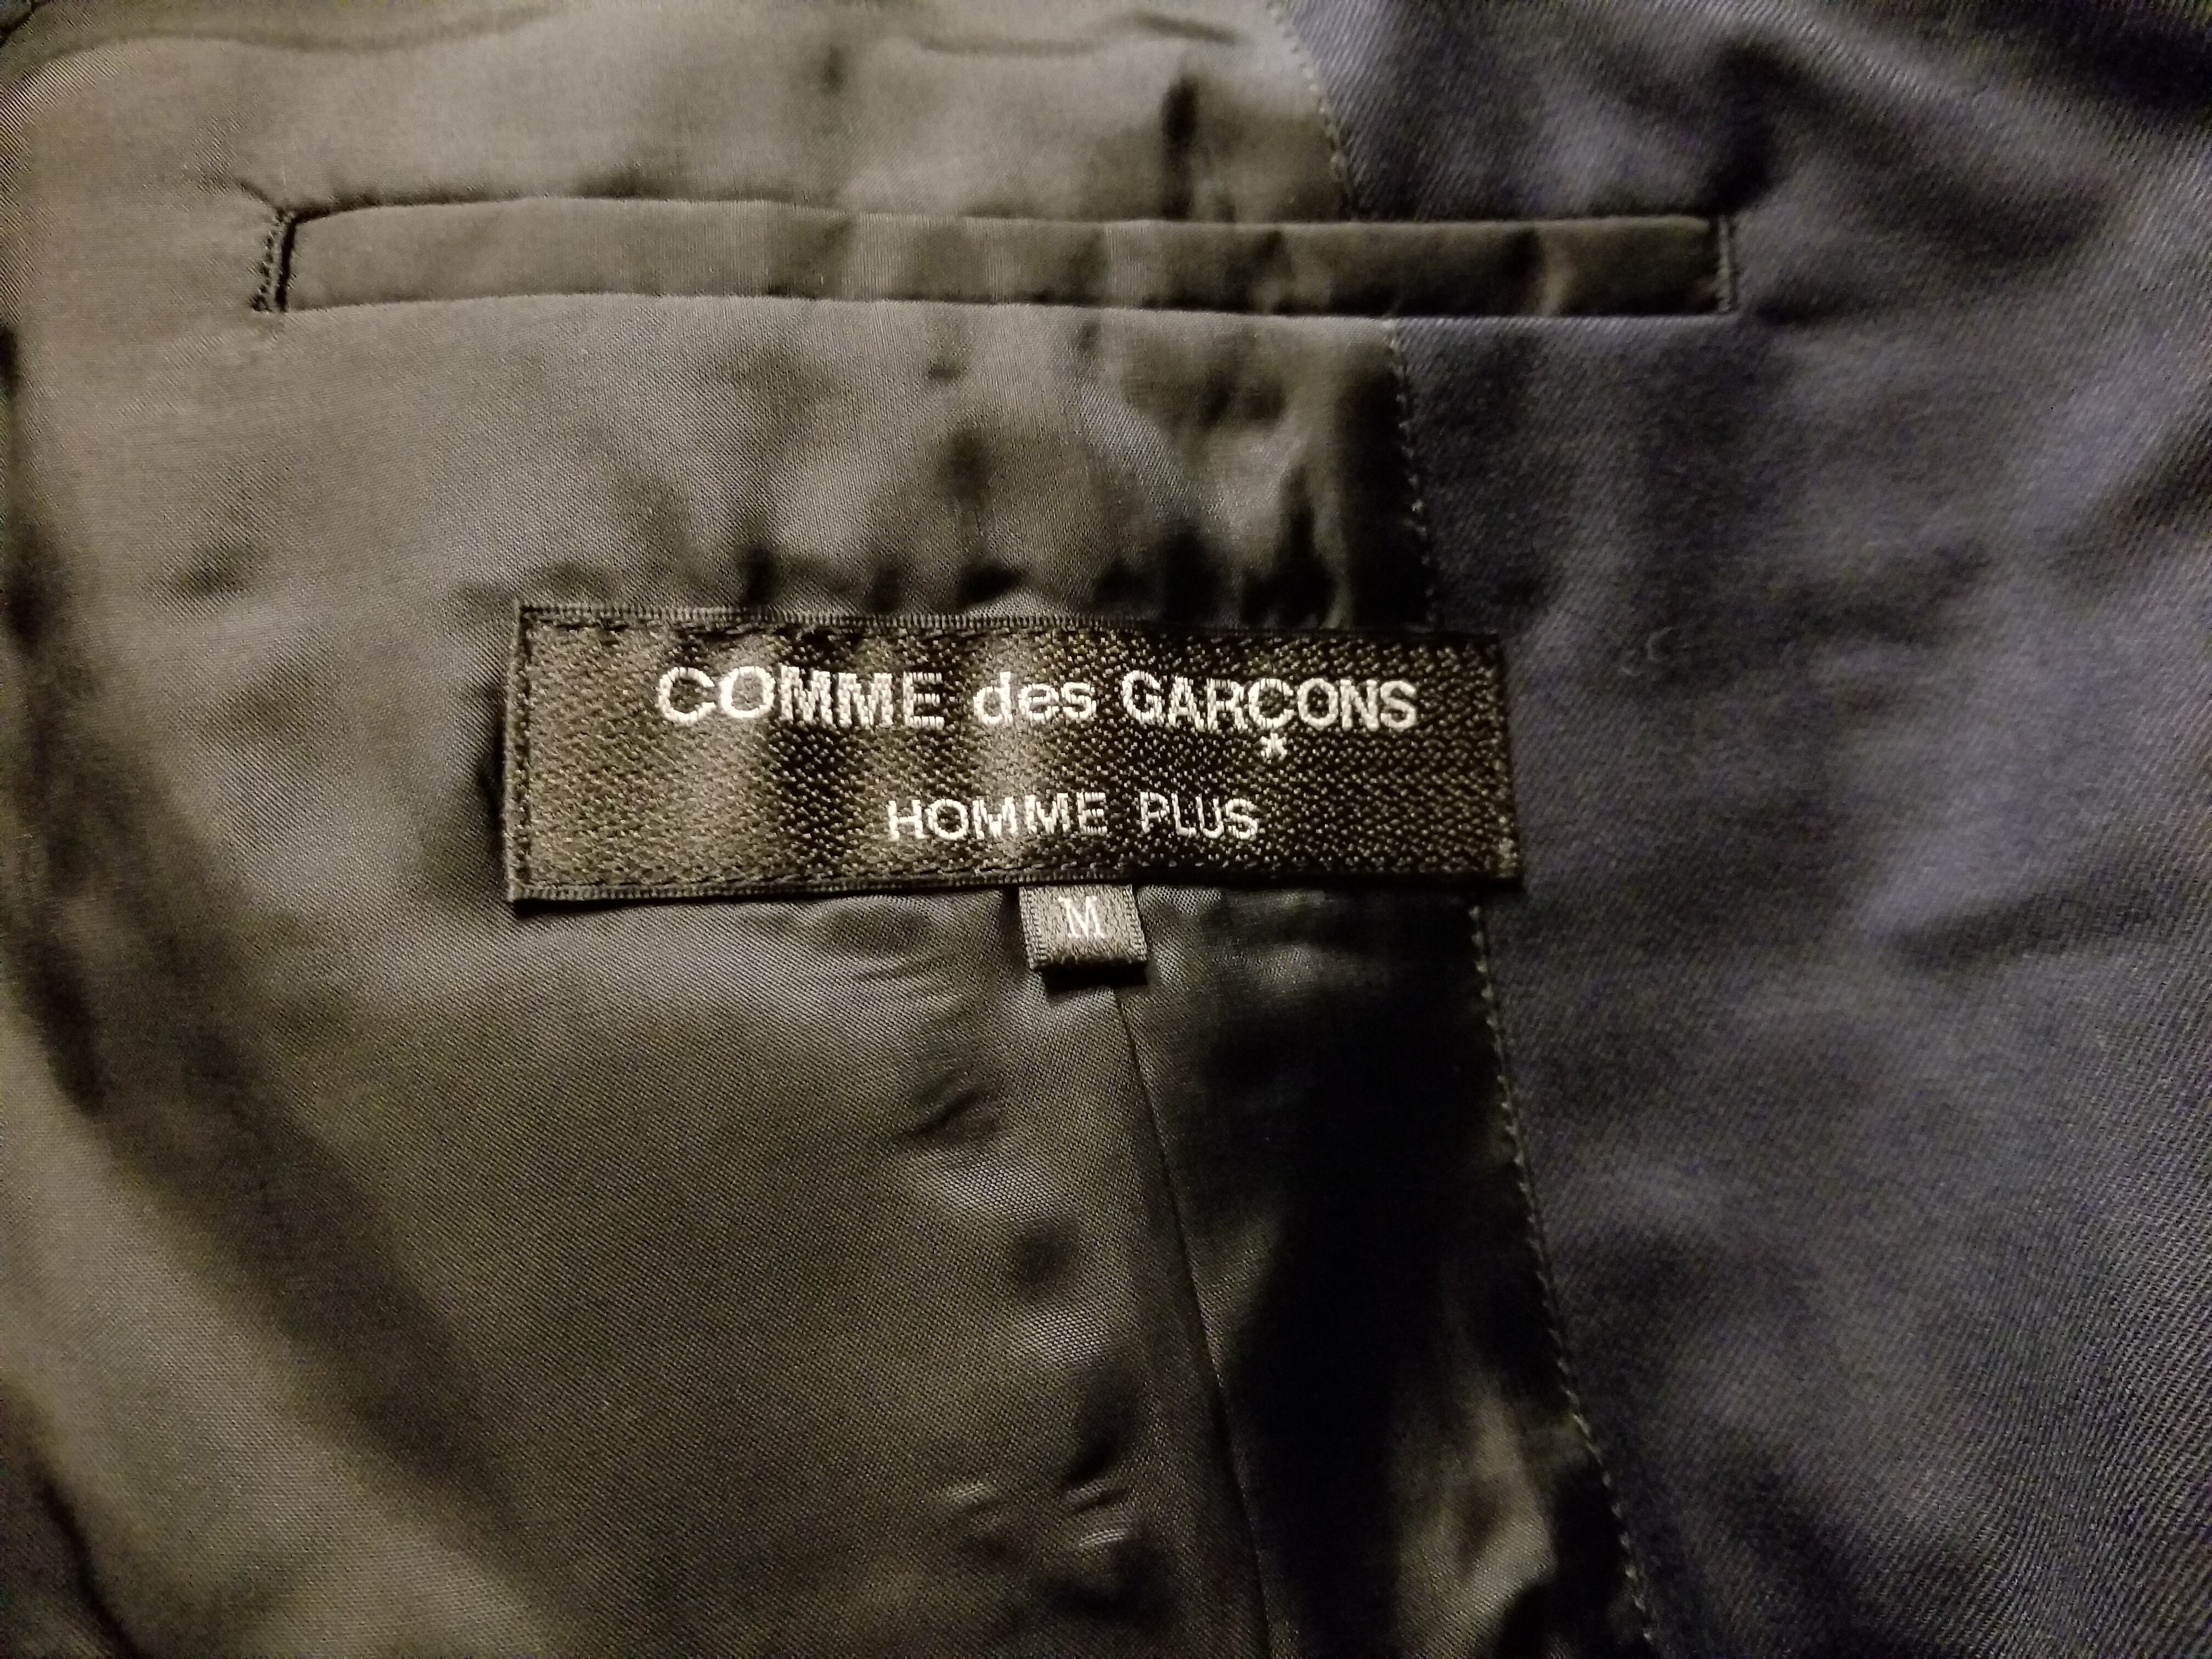 COMME des GARÇONS
*
HOMME PLUS
M